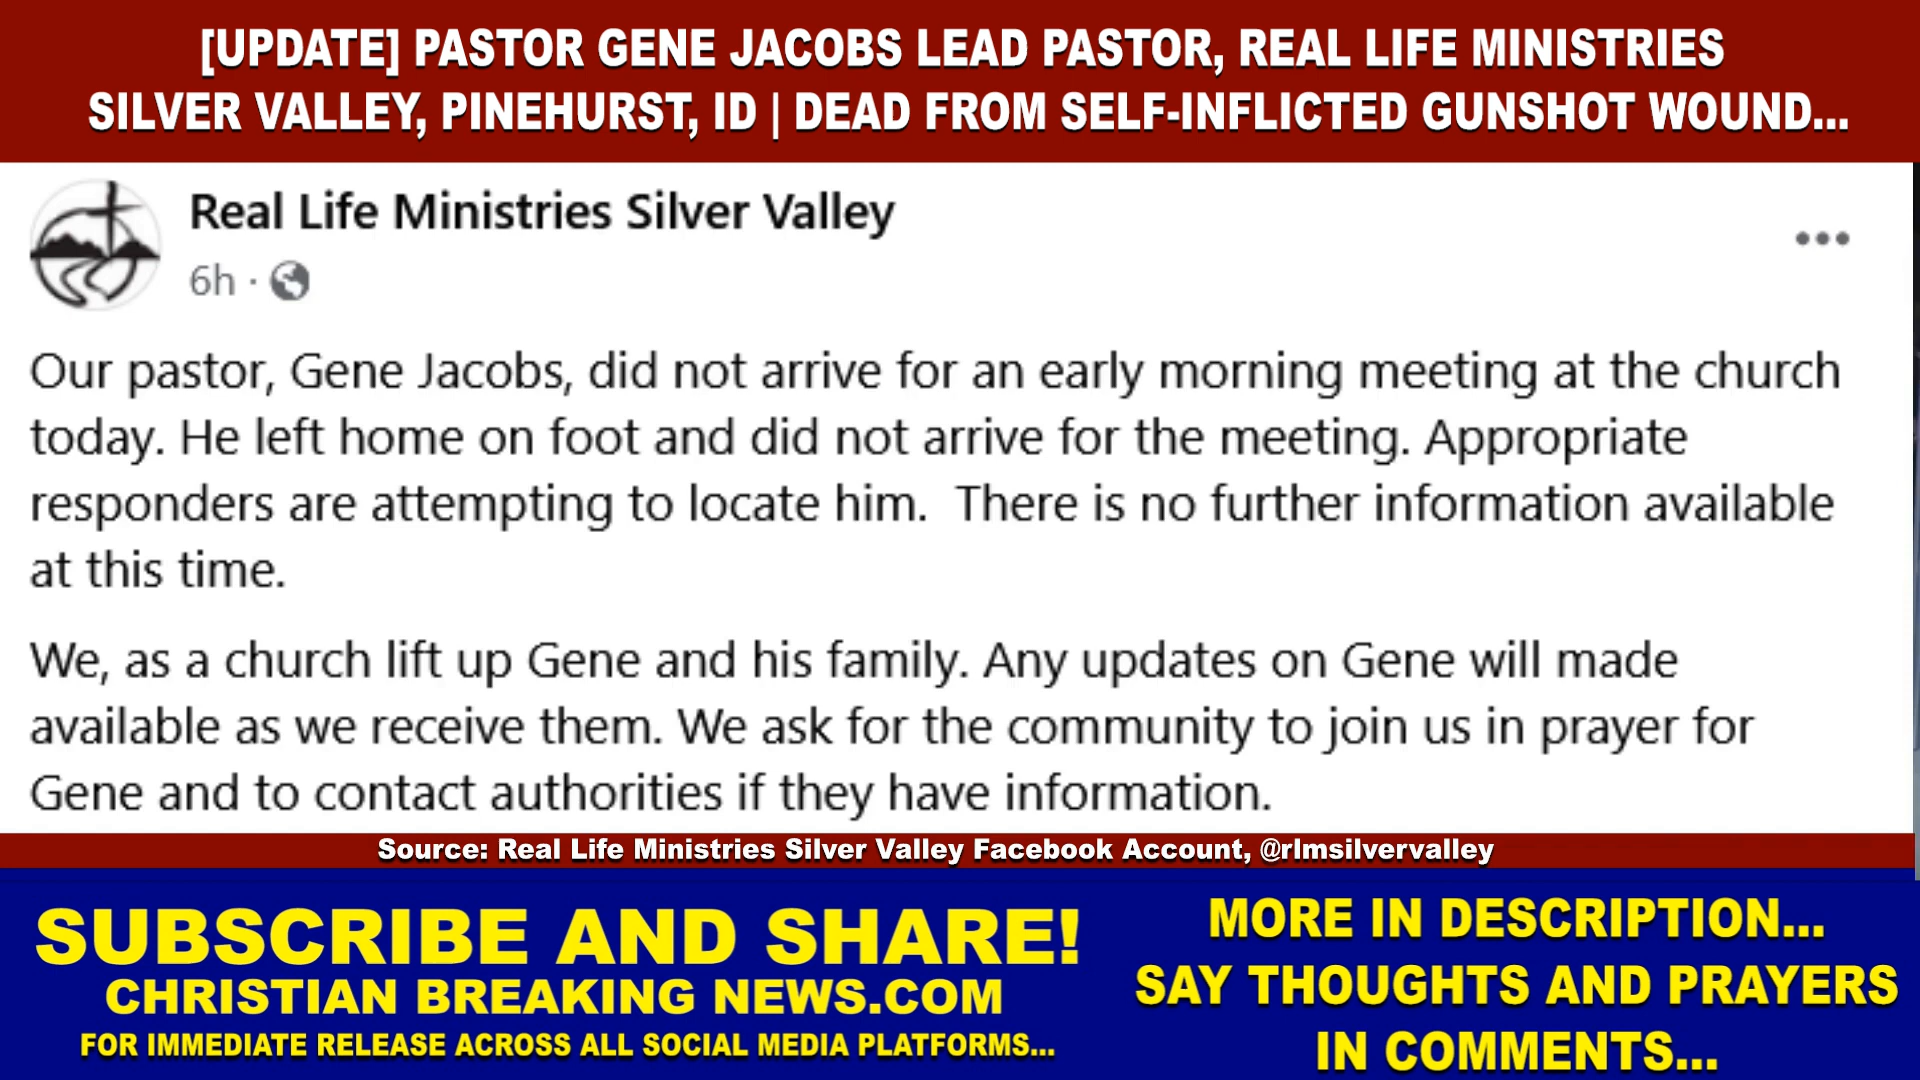 [UPDATE] PASTOR GENE JACOBS LEAD PASTOR, REAL LIFE MINISTRIES
SILVER VALLEY, PINEHURST, ID | DEAD FROM SELF-INFLICTED GUNSHOT WOUND...
Real Life Ministries Silver Valley
6h ·
Our pastor, Gene Jacobs, did not arrive for an early morning meeting at the church
today. He left home on foot and did not arrive for the meeting. Appropriate
responders are attempting to locate him.  There is no further information available
at this time.
We, as a church lift up Gene and his family. Any updates on Gene will made
available as we receive them. We ask for the community to join us in prayer for
Gene and to contact authorities if they have information.
Source: Real Life Ministries Silver Valley Facebook Account, @rlmsilvervalley
SUBSCRIBE AND SHARE!
CHRISTIAN BREAKING NEWS.COM
FOR IMMEDIATE RELEASE ACROSS ALL SOCIAL MEDIA PLATFORMS...
MORE IN DESCRIPTION...
SAY THOUGHTS AND PRAYERS
IN COMMENTS...